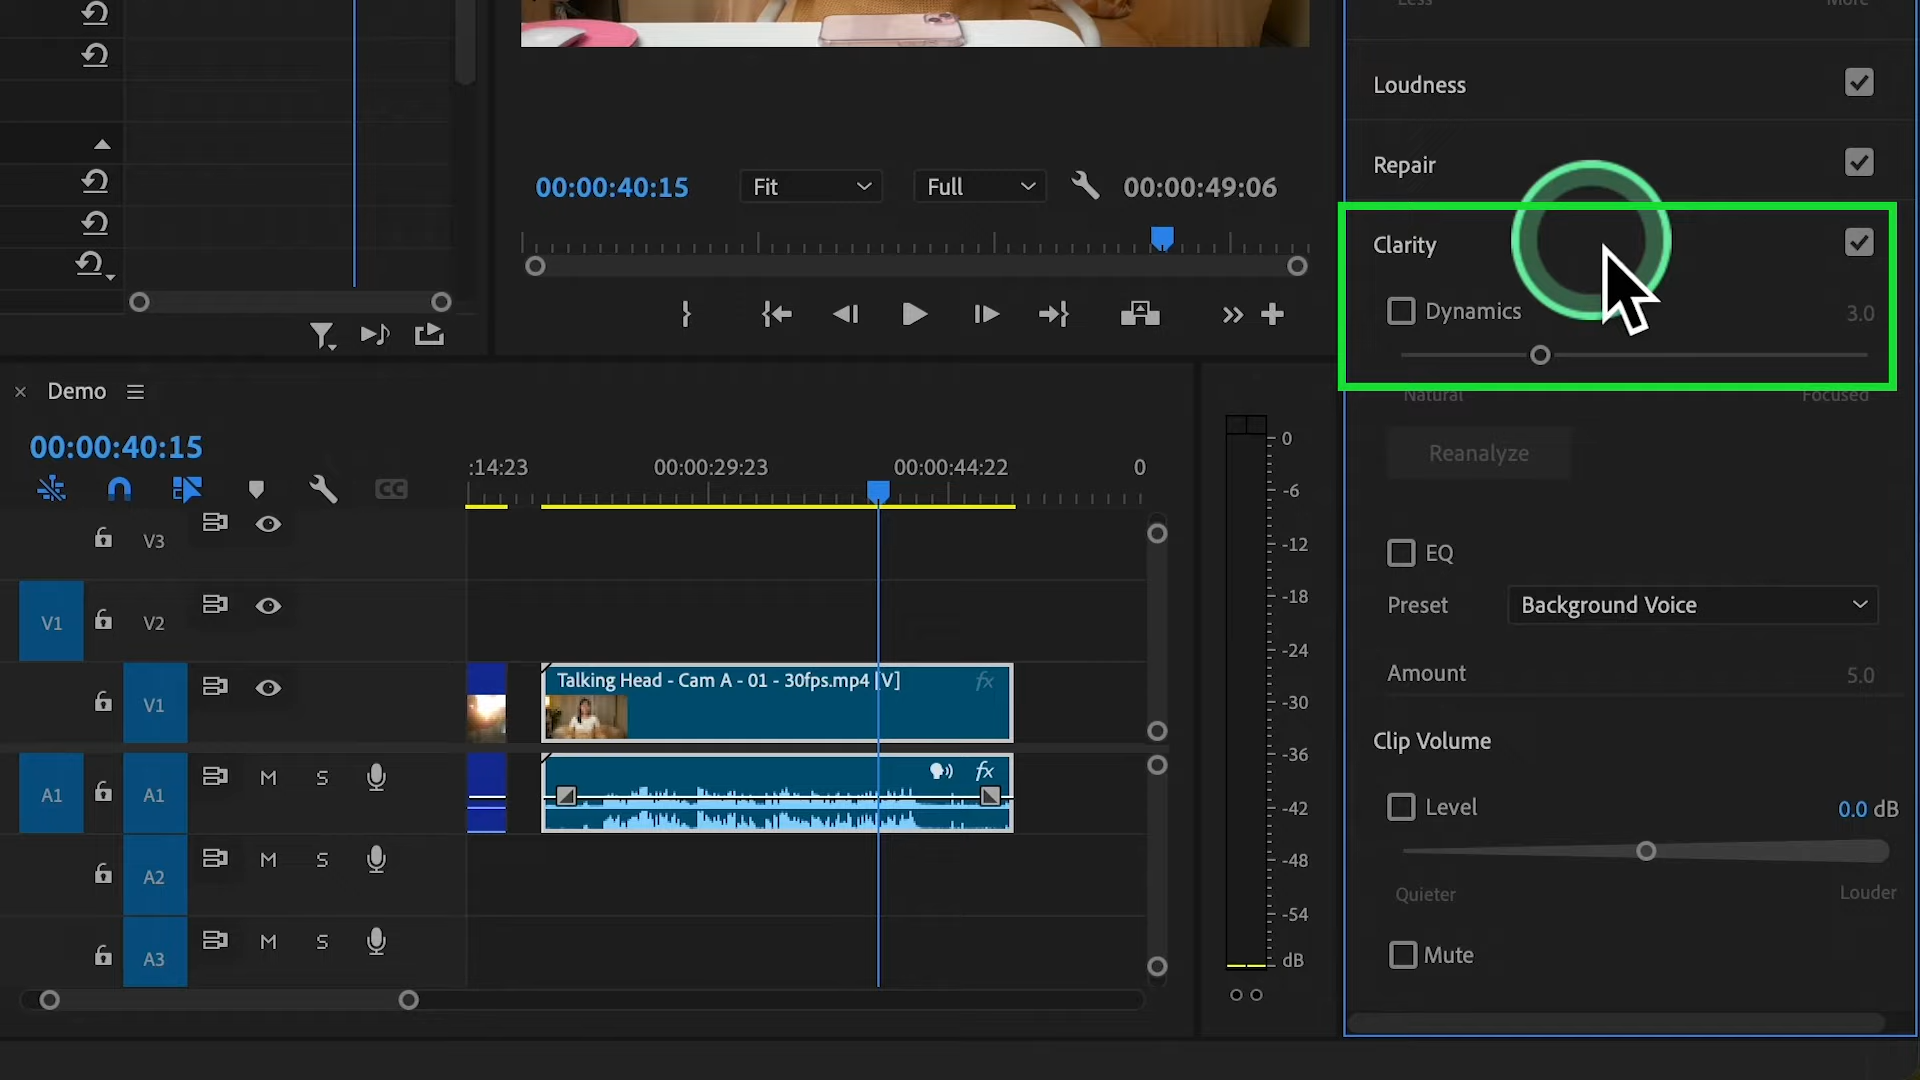 Less More
Loudness
Repair
00:00:40:15 Fit Full 00:00:49:06
Clarity
Dynamics 3.0
Natural Focused
Reanalyze
× Demo
00:00:40:15
:14:23 00:00:29:23 00:00:44:22 0
CC
0
-6
-12
-18
-24
-30
-36
-42
-48
-54
dB
V3
V1 V2
V1
Talking Head - Cam A - 01 - 30fps.mp4 [V] fx
A1 A1 M S
fx
A2 M S
A3 M S
EQ
Preset Background Voice
Amount 5.0
Clip Volume
Level 0.0 dB
Quieter Louder
Mute